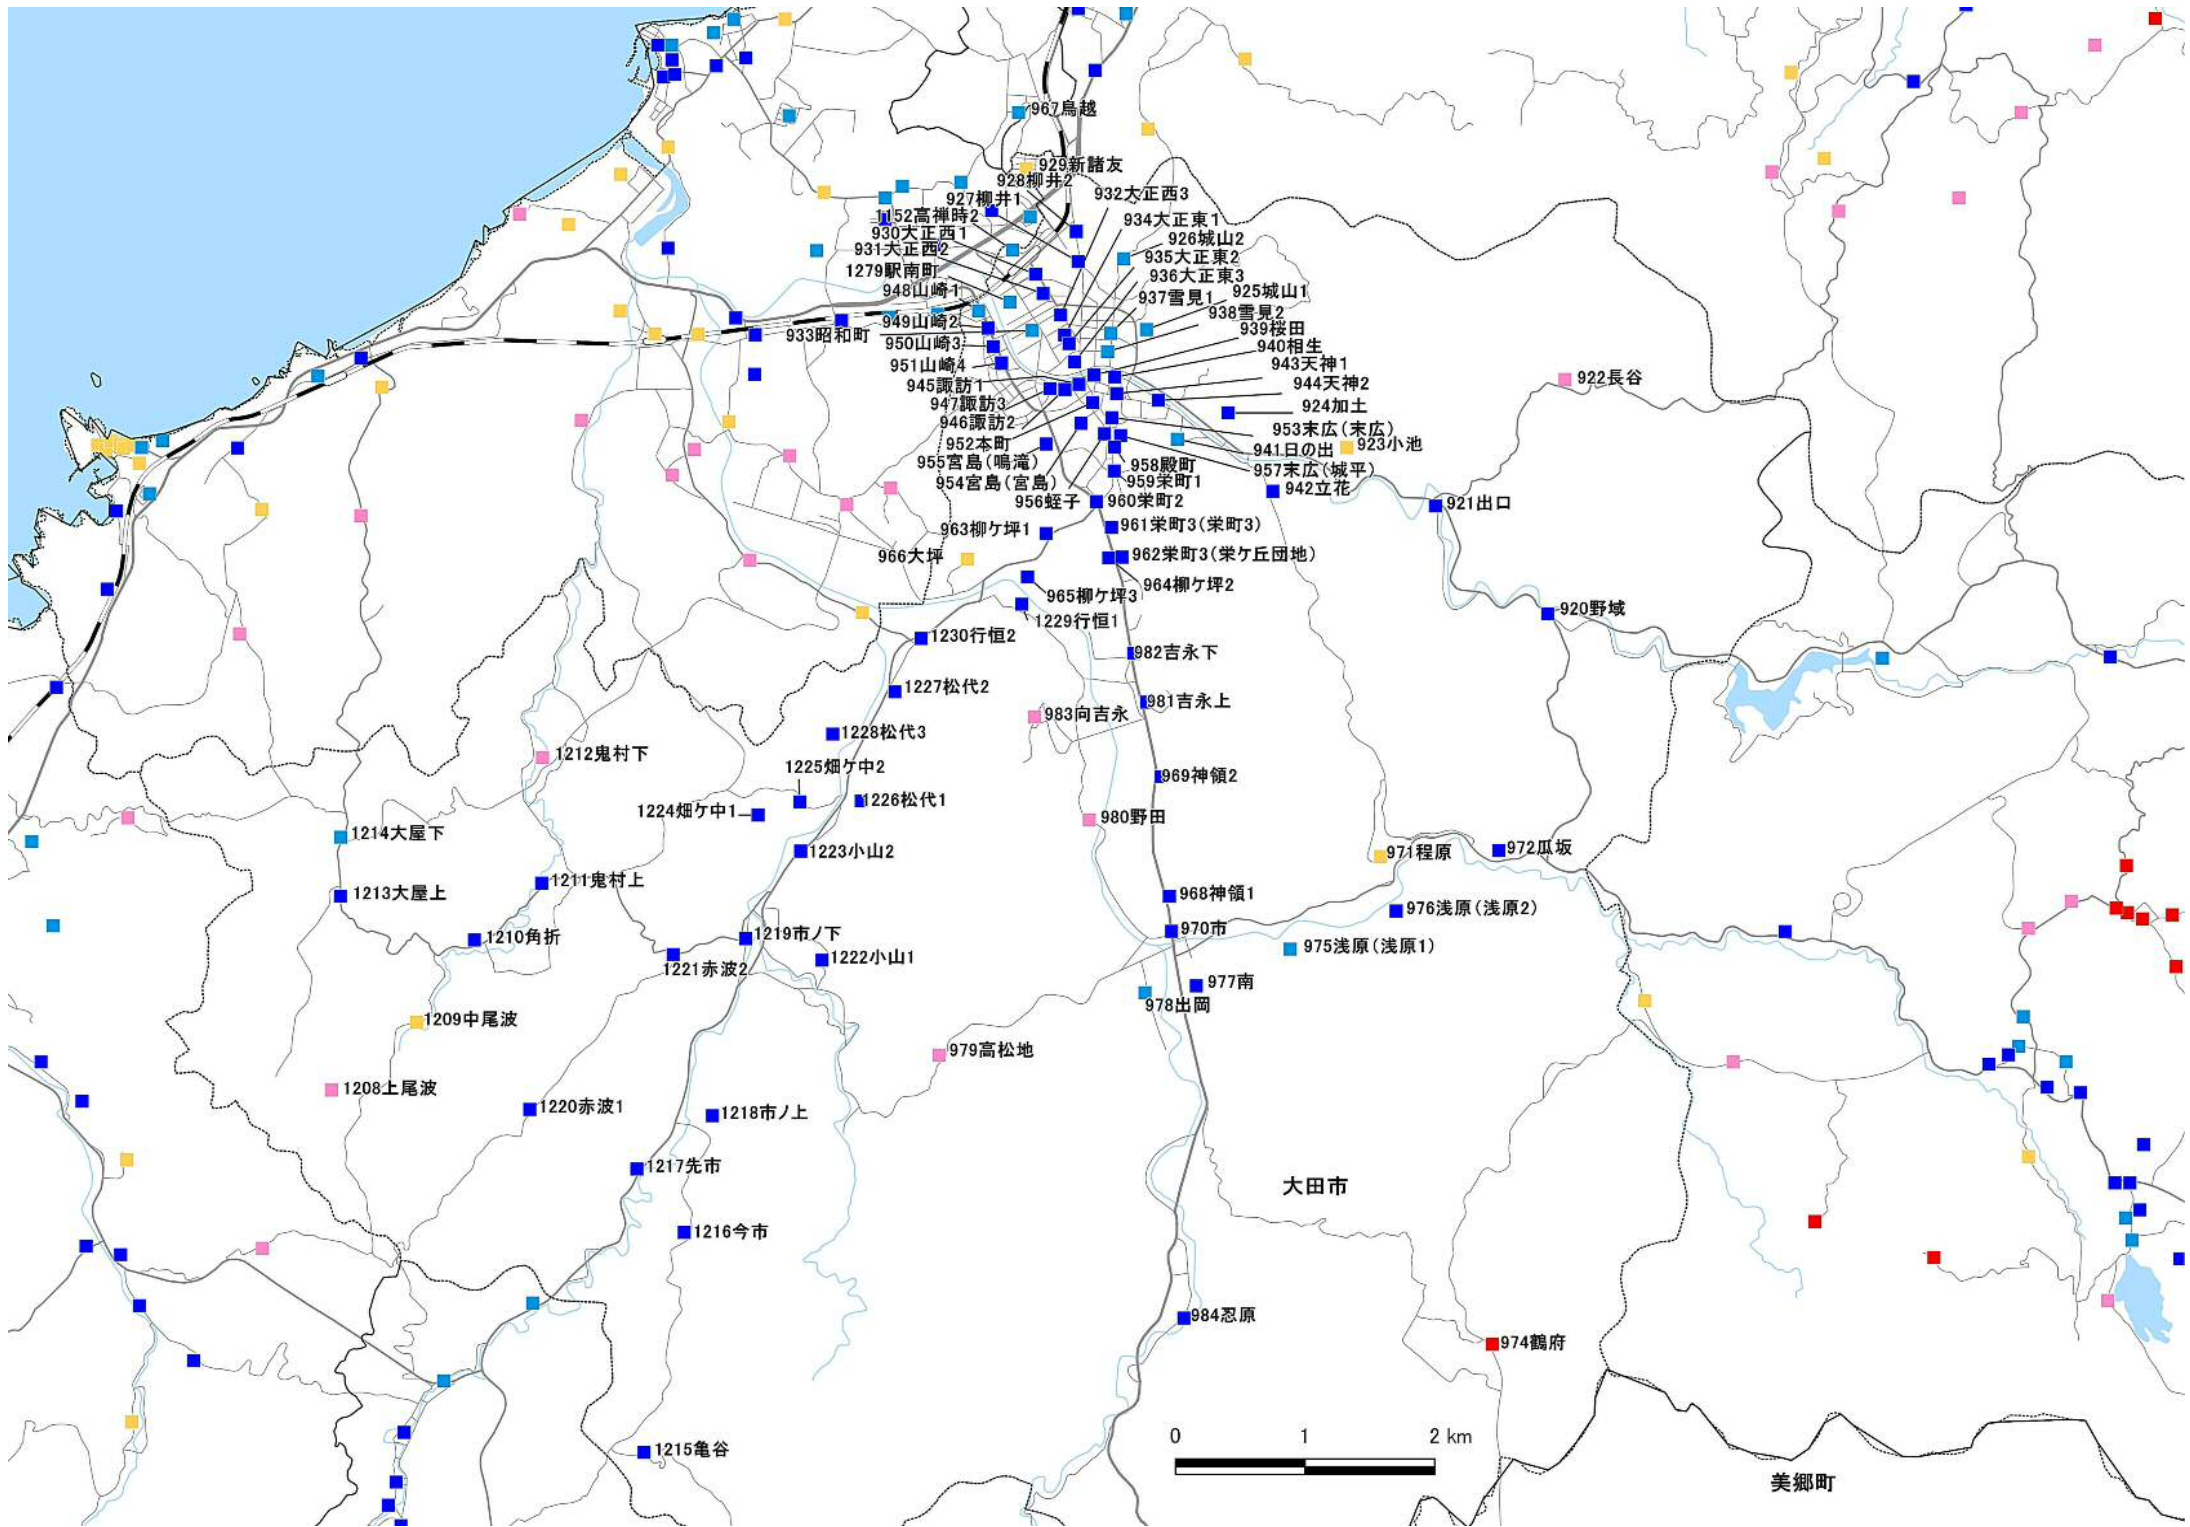 967鳥越
929新諸友
928柳井2
932大正西3
927柳井1
1152高禅時2
934大正東1
930大正西1
926城山2
931大正西2
935大正東2
1279駅南町
936大正東3
948山崎1
937雪見1
925城山1
938雪見2
949山崎2
939桜田
933昭和町
950山崎3
940相生
951山崎4
943天神1
922長谷
945諏訪1
944天神2
947諏訪3
924加土
946諏訪2
953末広(末広)
952本町
941日の出
923小池
955宮島(鳴滝)
958殿町
957末広(城平)
954宮島(宮島)
959栄町1
942立花
956蛭子
960栄町2
921出口
963柳ケ坪1
961栄町3(栄町3)
966大坪
962栄町3(栄ケ丘団地)
964柳ケ坪2
965柳ケ坪3
920野城
1229行恒1
1230行恒2
982吉永下
1227松代2
981吉永上
983向吉永
1228松代3
1212鬼村下
1225畑ケ中2
969神領2
1226松代1
1224畑ケ中1
980野田
1214大屋下
1223小山2
971程原
972瓜坂
1211鬼村上
1213大屋上
968神領1
976浅原(浅原2)
970市
1210角折
1219市ノ下
975浅原(浅原1)
1222小山1
1221赤波2
977南
978出岡
1209中尾波
979高松地
1208上尾波
1220赤波1
1218市ノ上
1217先市
大田市
1216今市
984忍原
974鶴府
0 1 2 km
1215亀谷
美郷町